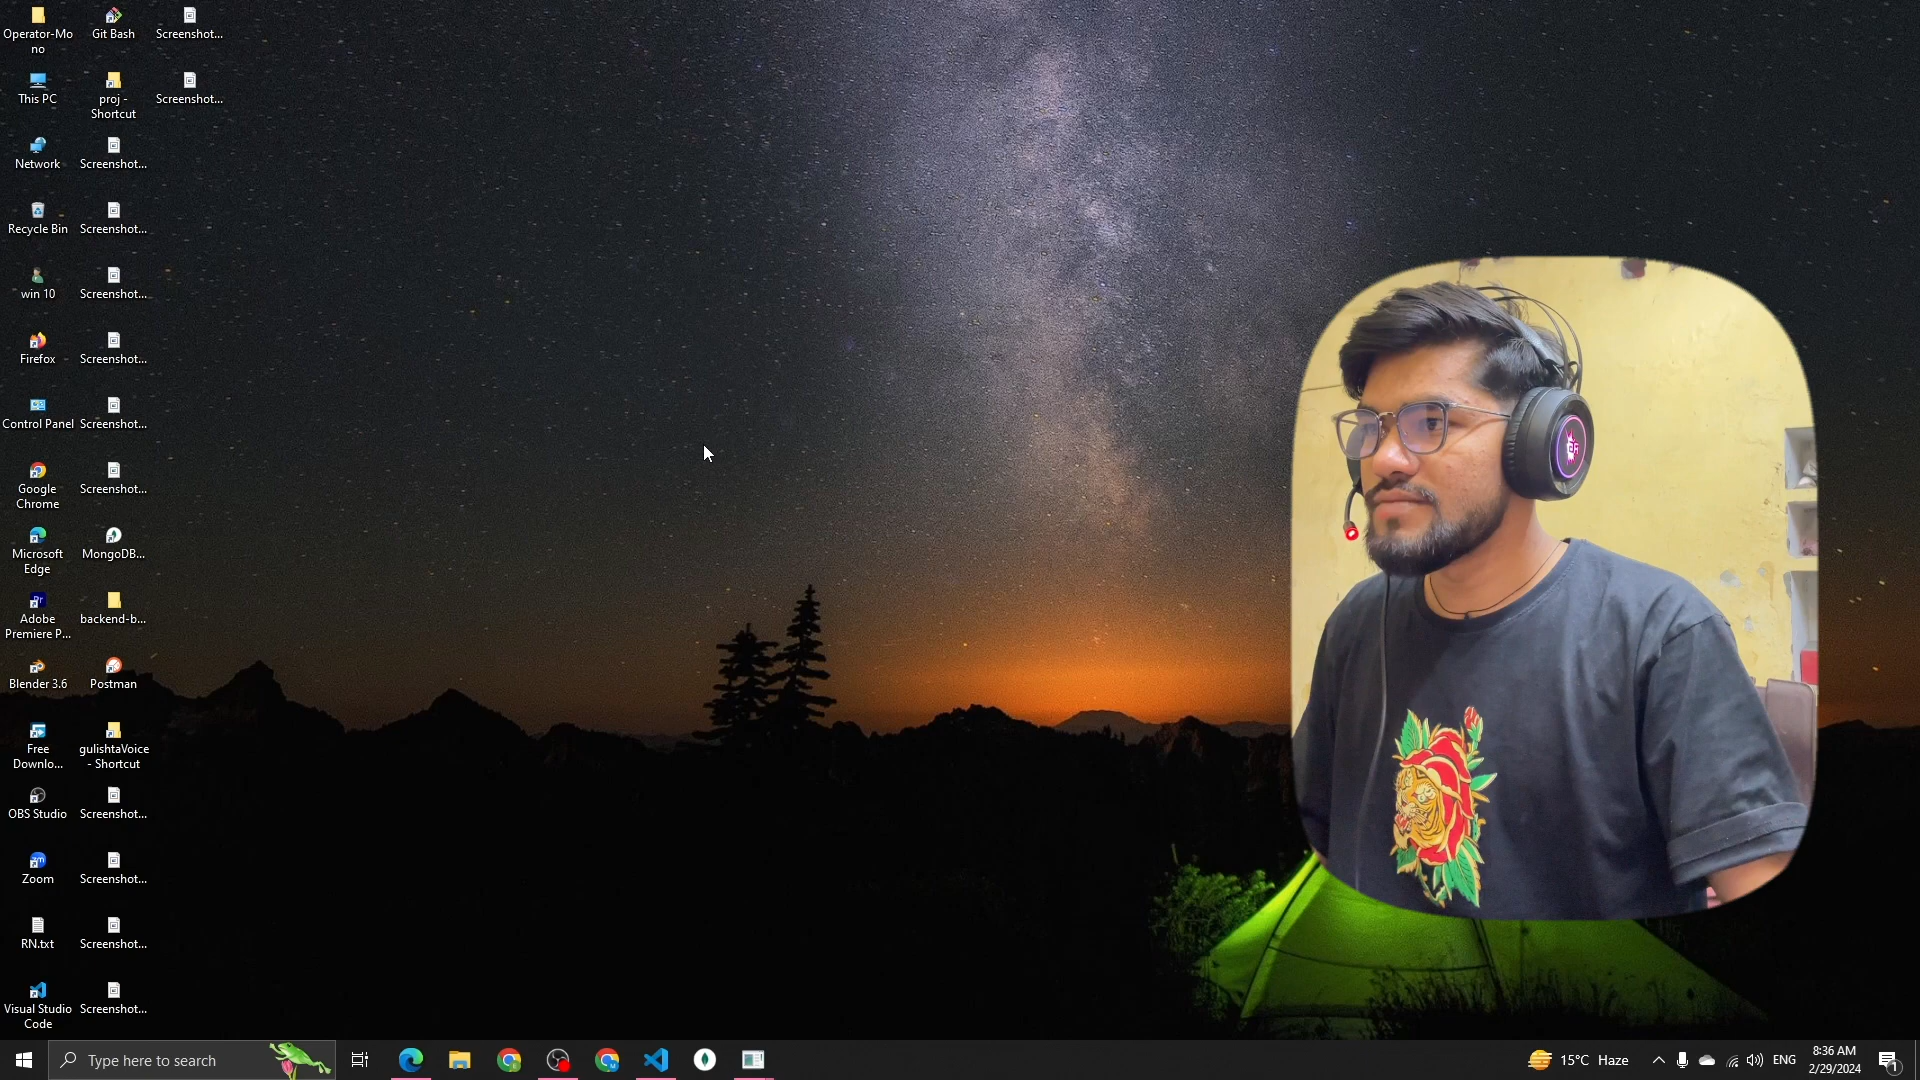 Operator-Mo
no
Git Bash
Screenshot...
This PC
proj -
Shortcut
Screenshot...
Network
Screenshot...
Recycle Bin
Screenshot...
win 10
Screenshot...
Firefox
Screenshot...
Control Panel
Screenshot...
Google
Chrome
Screenshot...
Microsoft
Edge
MongoDB...
Adobe
Premiere P...
backend-b...
Blender 3.6
Postman
Free
Downlo...
gulishtaVoice
- Shortcut
OBS Studio
Screenshot...
Zoom
Screenshot...
RN.txt
Screenshot...
Visual Studio
Code
Screenshot...
Type here to search
15°C Haze
ENG
8:36 AM
2/29/2024
1